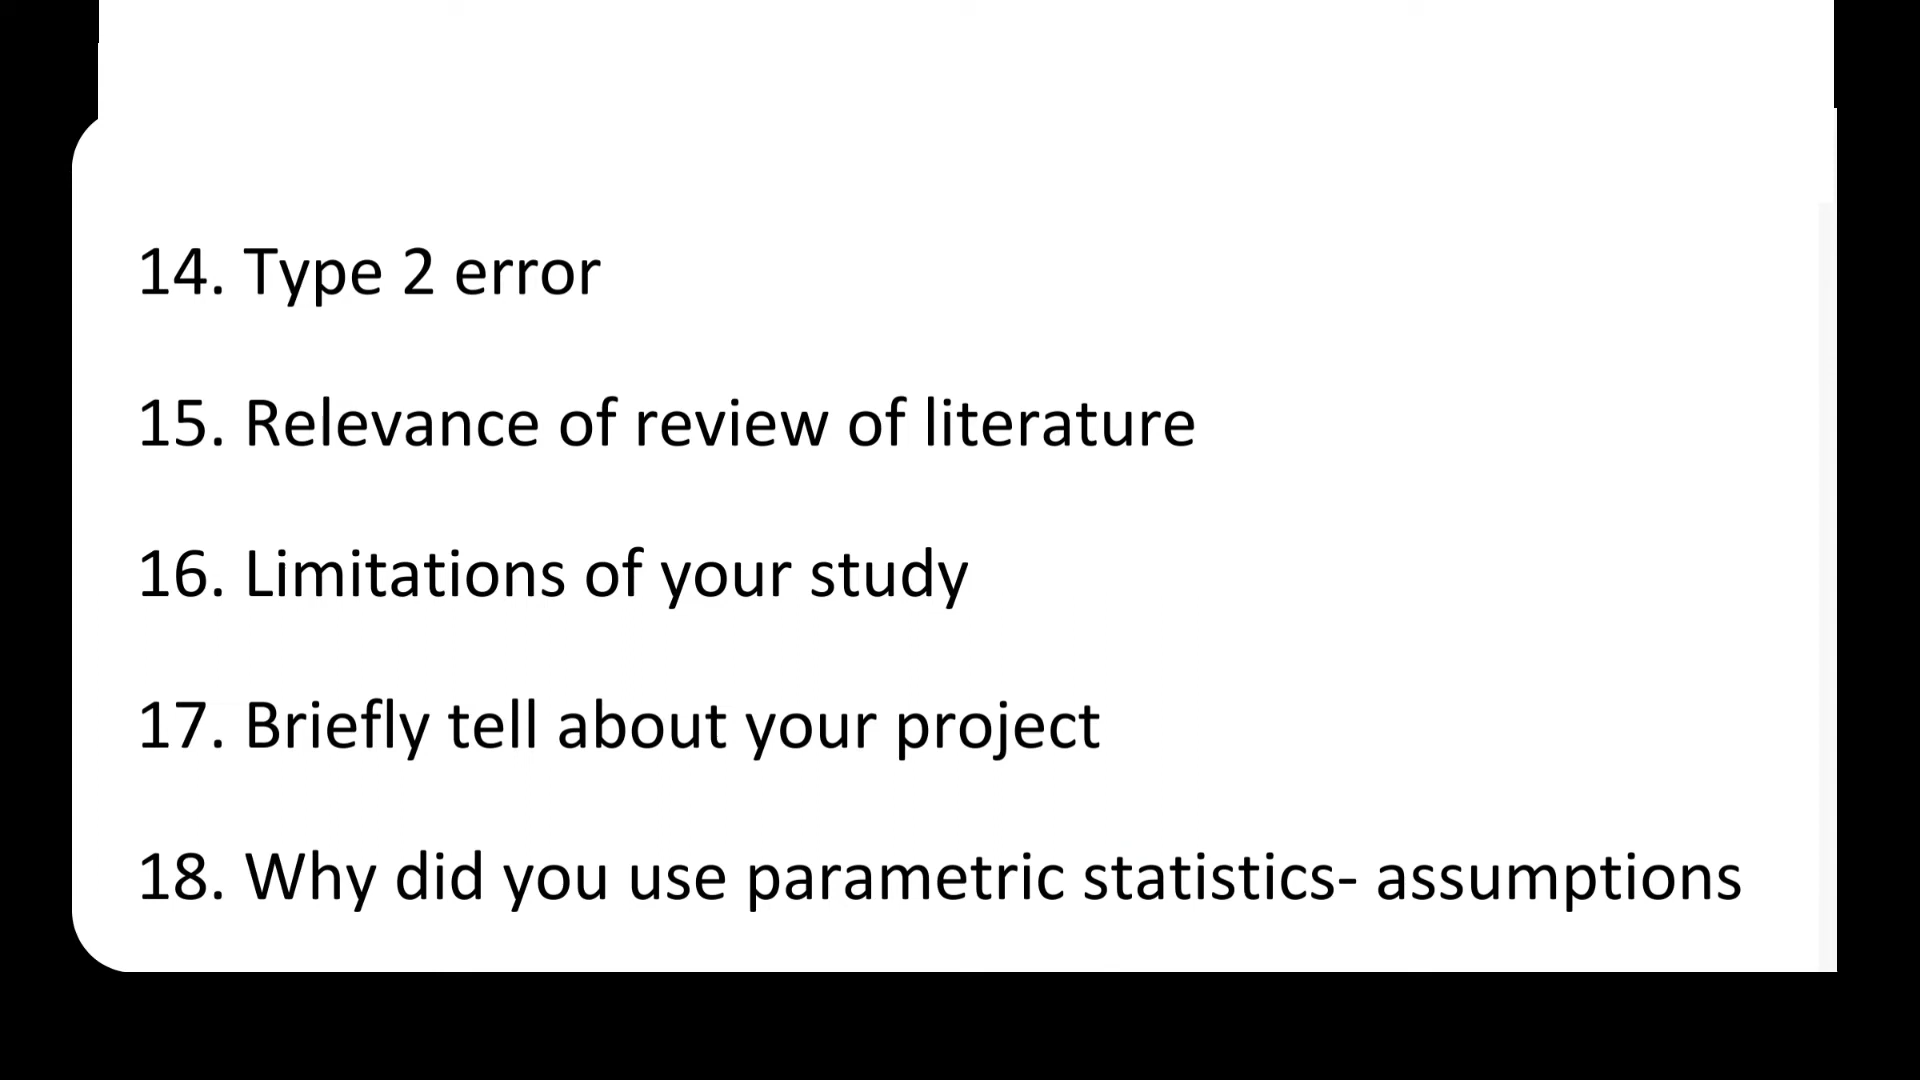 14. Type 2 error
15. Relevance of review of literature
16. Limitations of your study
17. Briefly tell about your project
18. Why did you use parametric statistics- assumptions